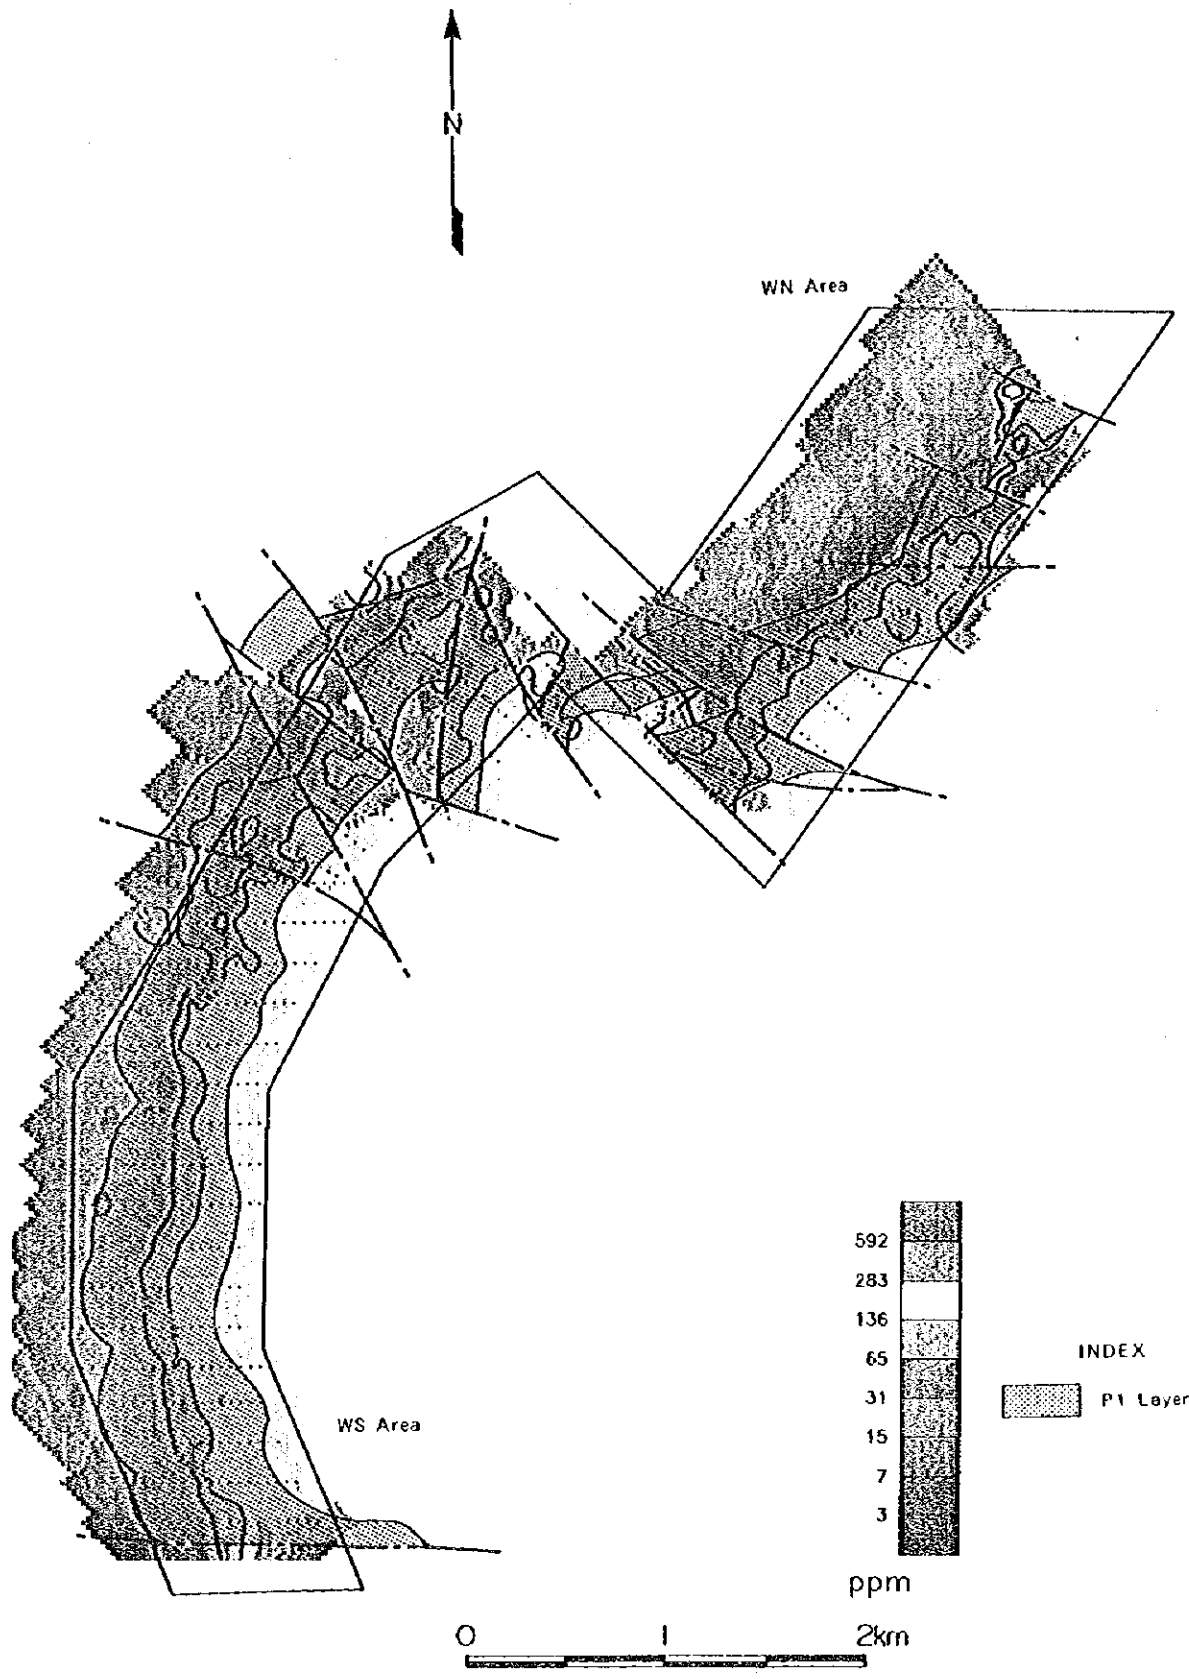 N
WN Area
592
283
136
65
31
15
7
3
ppm
INDEX
P1 Layer
WS Area
0 1 2km